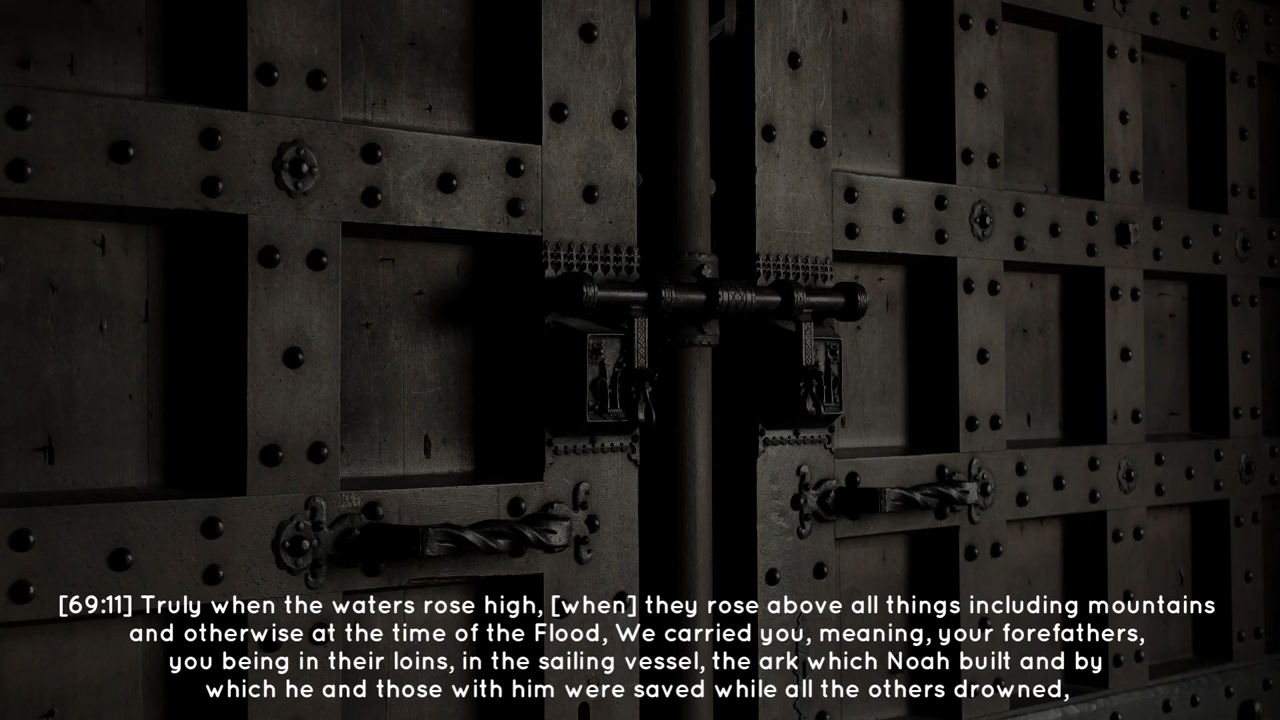 [69:11] Truly when the waters rose high, [when] they rose above all things including mountains
and otherwise at the time of the Flood, We carried you, meaning, your forefathers,
you being in their loins, in the sailing vessel, the ark which Noah built and by
which he and those with him were saved while all the others drowned,